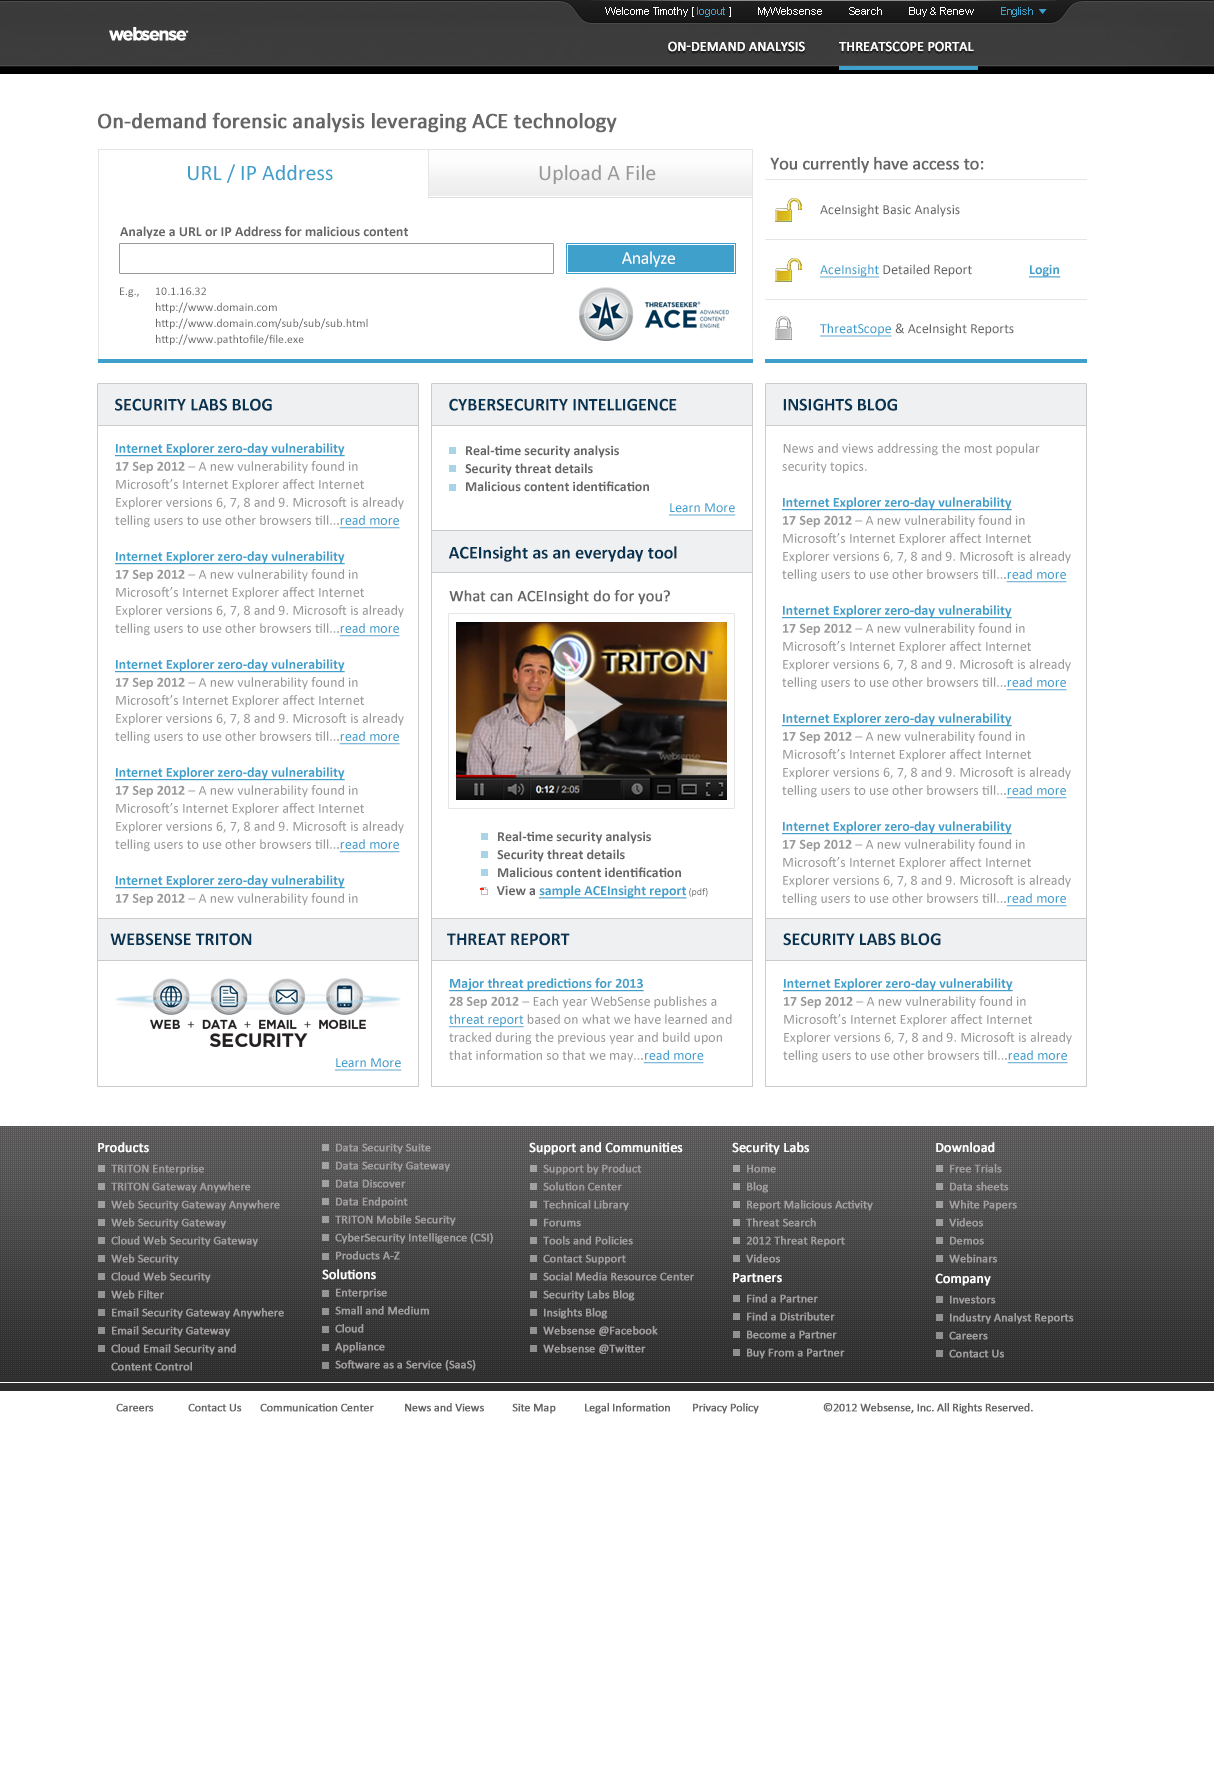 Welcome Timothy [ logout ] MyWebsense Search Buy & Renew English
websense
ON-DEMAND ANALYSIS THREATSCOPE PORTAL
On-demand forensic analysis leveraging ACE technology
URL / IP Address Upload A File
Analyze a URL or IP Address for malicious content
Analyze
E.g., 10.1.16.32
http://www.domain.com
http://www.domain.com/sub/sub/sub.html
http://www.pathtofile/file.exe
THREATSEEKER®
ACE ADVANCED
CONTENT
ENGINE
You currently have access to:
AceInsight Basic Analysis
AceInsight Detailed Report Login
ThreatScope & AceInsight Reports
SECURITY LABS BLOG
Internet Explorer zero-day vulnerability
17 Sep 2012 – A new vulnerability found in
Microsoft's Internet Explorer affect Internet
Explorer versions 6, 7, 8 and 9. Microsoft is already
telling users to use other browsers till...read more
Internet Explorer zero-day vulnerability
17 Sep 2012 – A new vulnerability found in
Microsoft's Internet Explorer affect Internet
Explorer versions 6, 7, 8 and 9. Microsoft is already
telling users to use other browsers till...read more
Internet Explorer zero-day vulnerability
17 Sep 2012 – A new vulnerability found in
Microsoft's Internet Explorer affect Internet
Explorer versions 6, 7, 8 and 9. Microsoft is already
telling users to use other browsers till...read more
Internet Explorer zero-day vulnerability
17 Sep 2012 – A new vulnerability found in
Microsoft's Internet Explorer affect Internet
Explorer versions 6, 7, 8 and 9. Microsoft is already
telling users to use other browsers till...read more
Internet Explorer zero-day vulnerability
17 Sep 2012 – A new vulnerability found in
CYBERSECURITY INTELLIGENCE
Real-time security analysis
Security threat details
Malicious content identification
Learn More
ACEInsight as an everyday tool
What can ACEInsight do for you?
TRITON™
websense
0:12 / 2:05
Real-time security analysis
Security threat details
Malicious content identification
View a sample ACEInsight report (pdf)
INSIGHTS BLOG
News and views addressing the most popular
security topics.
Internet Explorer zero-day vulnerability
17 Sep 2012 – A new vulnerability found in
Microsoft's Internet Explorer affect Internet
Explorer versions 6, 7, 8 and 9. Microsoft is already
telling users to use other browsers till...read more
Internet Explorer zero-day vulnerability
17 Sep 2012 – A new vulnerability found in
Microsoft's Internet Explorer affect Internet
Explorer versions 6, 7, 8 and 9. Microsoft is already
telling users to use other browsers till...read more
Internet Explorer zero-day vulnerability
17 Sep 2012 – A new vulnerability found in
Microsoft's Internet Explorer affect Internet
Explorer versions 6, 7, 8 and 9. Microsoft is already
telling users to use other browsers till...read more
Internet Explorer zero-day vulnerability
17 Sep 2012 – A new vulnerability found in
Microsoft's Internet Explorer affect Internet
Explorer versions 6, 7, 8 and 9. Microsoft is already
telling users to use other browsers till...read more
WEBSENSE TRITON
WEB + DATA + EMAIL + MOBILE
SECURITY
Learn More
THREAT REPORT
Major threat predictions for 2013
28 Sep 2012 – Each year WebSense publishes a
threat report based on what we have learned and
tracked during the previous year and build upon
that information so that we may...read more
SECURITY LABS BLOG
Internet Explorer zero-day vulnerability
17 Sep 2012 – A new vulnerability found in
Microsoft's Internet Explorer affect Internet
Explorer versions 6, 7, 8 and 9. Microsoft is already
telling users to use other browsers till...read more
Products
TRITON Enterprise
TRITON Gateway Anywhere
Web Security Gateway Anywhere
Web Security Gateway
Cloud Web Security Gateway
Web Security
Cloud Web Security
Web Filter
Email Security Gateway Anywhere
Email Security Gateway
Cloud Email Security and
Content Control
Data Security Suite
Data Security Gateway
Data Discover
Data Endpoint
TRITON Mobile Security
CyberSecurity Intelligence (CSI)
Products A-Z
Solutions
Enterprise
Small and Medium
Cloud
Appliance
Software as a Service (SaaS)
Support and Communities
Support by Product
Solution Center
Technical Library
Forums
Tools and Policies
Contact Support
Social Media Resource Center
Security Labs Blog
Insights Blog
Websense @Facebook
Websense @Twitter
Security Labs
Home
Blog
Report Malicious Activity
Threat Search
2012 Threat Report
Videos
Partners
Find a Partner
Find a Distributer
Become a Partner
Buy From a Partner
Download
Free Trials
Data sheets
White Papers
Videos
Demos
Webinars
Company
Investors
Industry Analyst Reports
Careers
Contact Us
Careers Contact Us Communication Center News and Views Site Map Legal Information Privacy Policy ©2012 Websense, Inc. All Rights Reserved.